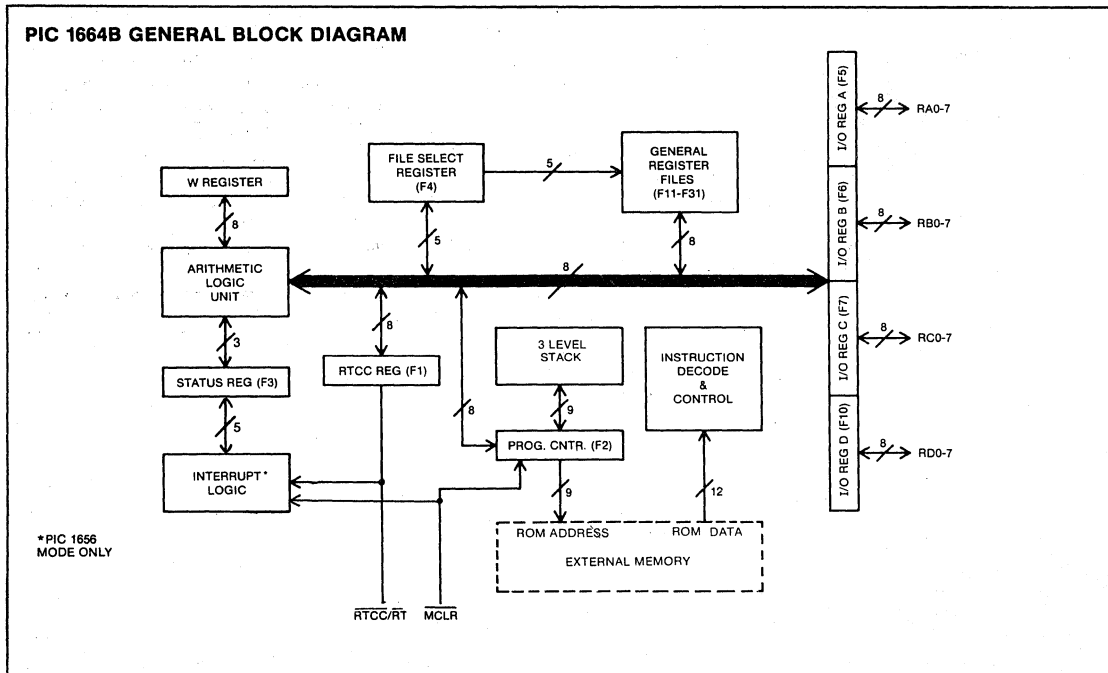 PIC 1664B GENERAL BLOCK DIAGRAM
W REGISTER
8
ARITHMETIC
LOGIC
UNIT
3
STATUS REG (F3)
5
INTERRUPT*
LOGIC
*PIC 1656
MODE ONLY
FILE SELECT
REGISTER
(F4)
5
5
GENERAL
REGISTER
FILES
(F11-F31)
8
8
8
RTCC REG (F1)
8
3 LEVEL
STACK
9
PROG. CNTR. (F2)
9
INSTRUCTION
DECODE
&
CONTROL
12
ROM ADDRESS
ROM DATA
EXTERNAL MEMORY
RTCC/RT
MCLR
I/O REG A (F5)
8
RA0-7
I/O REG B (F6)
8
RB0-7
I/O REG C (F7)
8
RC0-7
I/O REG D (F10)
8
RD0-7